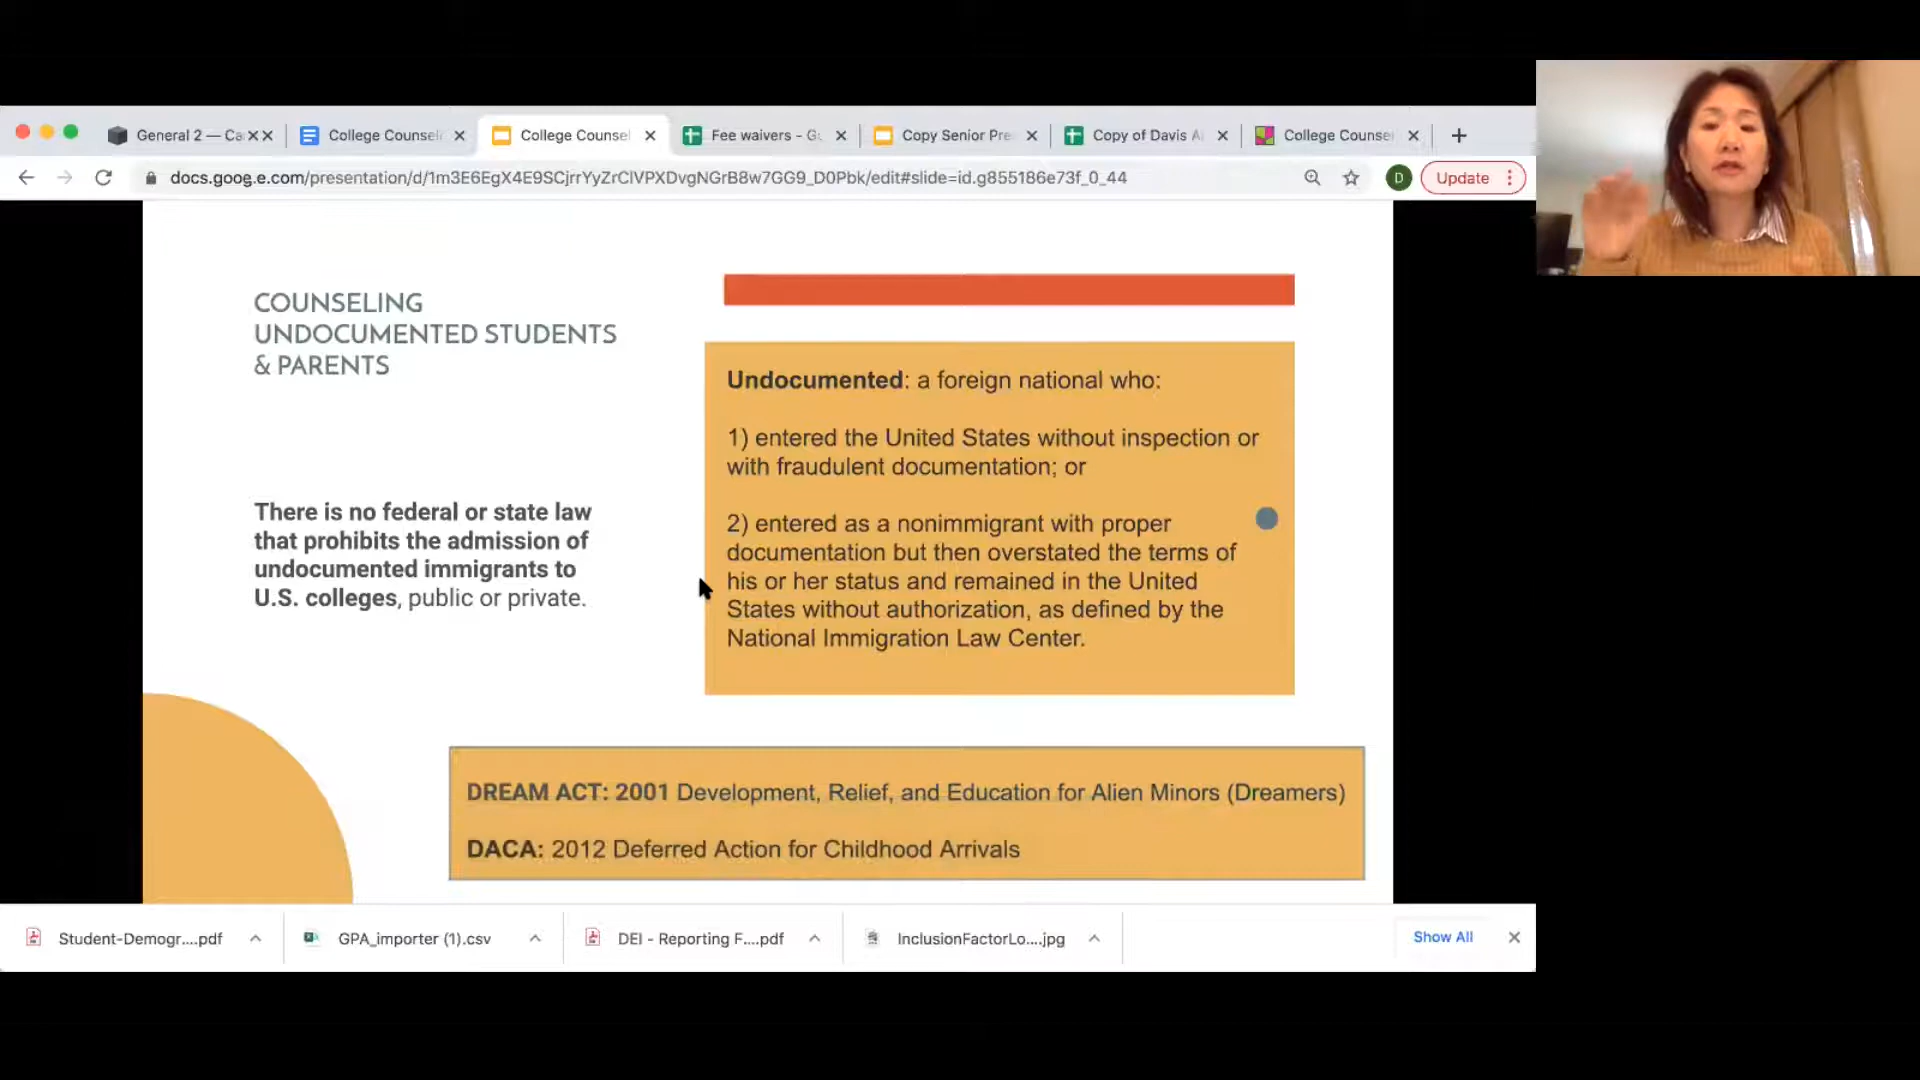 General 2 — Ca
College Counsel
College Counsel
Fee waivers - Gu
Copy Senior Pre
Copy of Davis A
College Counsel
docs.goog.e.com/presentation/d/1m3E6EgX4E9SCjrrYyZrClVPXDvgNGrB8w7GG9_D0Pbk/edit#slide=id.g855186e73f_0_44
D
Update
COUNSELING
UNDOCUMENTED STUDENTS
& PARENTS
There is no federal or state law
that prohibits the admission of
undocumented immigrants to
U.S. colleges, public or private.
Undocumented: a foreign national who:
1) entered the United States without inspection or
with fraudulent documentation; or
2) entered as a nonimmigrant with proper
documentation but then overstated the terms of
his or her status and remained in the United
States without authorization, as defined by the
National Immigration Law Center.
DREAM ACT: 2001 Development, Relief, and Education for Alien Minors (Dreamers)
DACA: 2012 Deferred Action for Childhood Arrivals
Student-Demogr....pdf
GPA_importer (1).csv
DEI - Reporting F....pdf
InclusionFactorLo....jpg
Show All